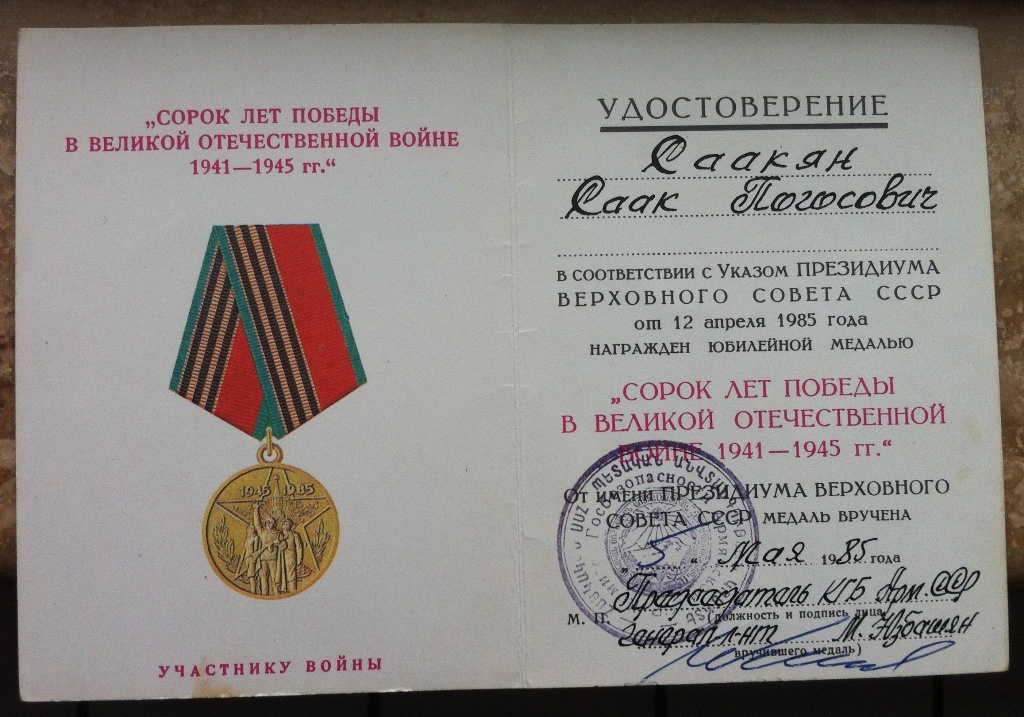 „СОРОК ЛЕТ ПОБЕДЫ
В ВЕЛИКОЙ ОТЕЧЕСТВЕННОЙ ВОЙНЕ
1941—1945 гг.“
1945 1985
УЧАСТНИКУ ВОЙНЫ
УДОСТОВЕРЕНИЕ
Саакян
Саак Погосович
В СООТВЕТСТВИИ С УКАЗОМ ПРЕЗИДИУМА
ВЕРХОВНОГО СОВЕТА СССР
от 12 апреля 1985 года
НАГРАЖДЕН ЮБИЛЕЙНОЙ МЕДАЛЬЮ
„СОРОК ЛЕТ ПОБЕДЫ
В ВЕЛИКОЙ ОТЕЧЕСТВЕННОЙ
ВОЙНЕ 1941—1945 гг.“
ОТ ИМЕНИ ПРЕЗИДИУМА ВЕРХОВНОГО
СОВЕТА СССР МЕДАЛЬ ВРУЧЕНА
„5“ Мая 1985 года
Председатель КГБ Арм.ССР
М. П. (должность и подпись лица,
генерал л-нт М. Юзбашян
вручившего медаль)
ՊԵՏԱԿԱՆ
Госбезопасности